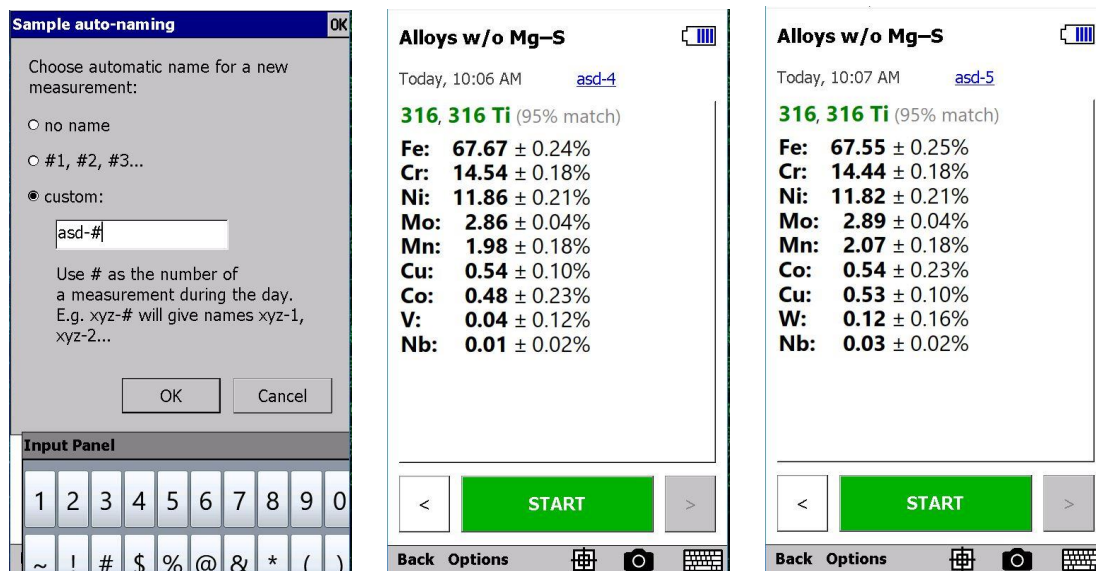 Sample auto-naming OK
Choose automatic name for a new
measurement:
no name
#1, #2, #3...
custom:
asd-#
Use # as the number of
a measurement during the day.
E.g. xyz-# will give names xyz-1,
xyz-2...
OK Cancel
Input Panel
1 2 3 4 5 6 7 8 9 0
~ ! # $ % @ & * ( )
Alloys w/o Mg–S
Today, 10:06 AM asd-4
316, 316 Ti (95% match)
Fe: 67.67 ± 0.24%
Cr: 14.54 ± 0.18%
Ni: 11.86 ± 0.21%
Mo: 2.86 ± 0.04%
Mn: 1.98 ± 0.18%
Cu: 0.54 ± 0.10%
Co: 0.48 ± 0.23%
V: 0.04 ± 0.12%
Nb: 0.01 ± 0.02%
< START >
Back Options
Alloys w/o Mg–S
Today, 10:07 AM asd-5
316, 316 Ti (95% match)
Fe: 67.55 ± 0.25%
Cr: 14.44 ± 0.18%
Ni: 11.82 ± 0.21%
Mo: 2.89 ± 0.04%
Mn: 2.07 ± 0.18%
Co: 0.54 ± 0.23%
Cu: 0.53 ± 0.10%
W: 0.12 ± 0.16%
Nb: 0.03 ± 0.02%
< START >
Back Options